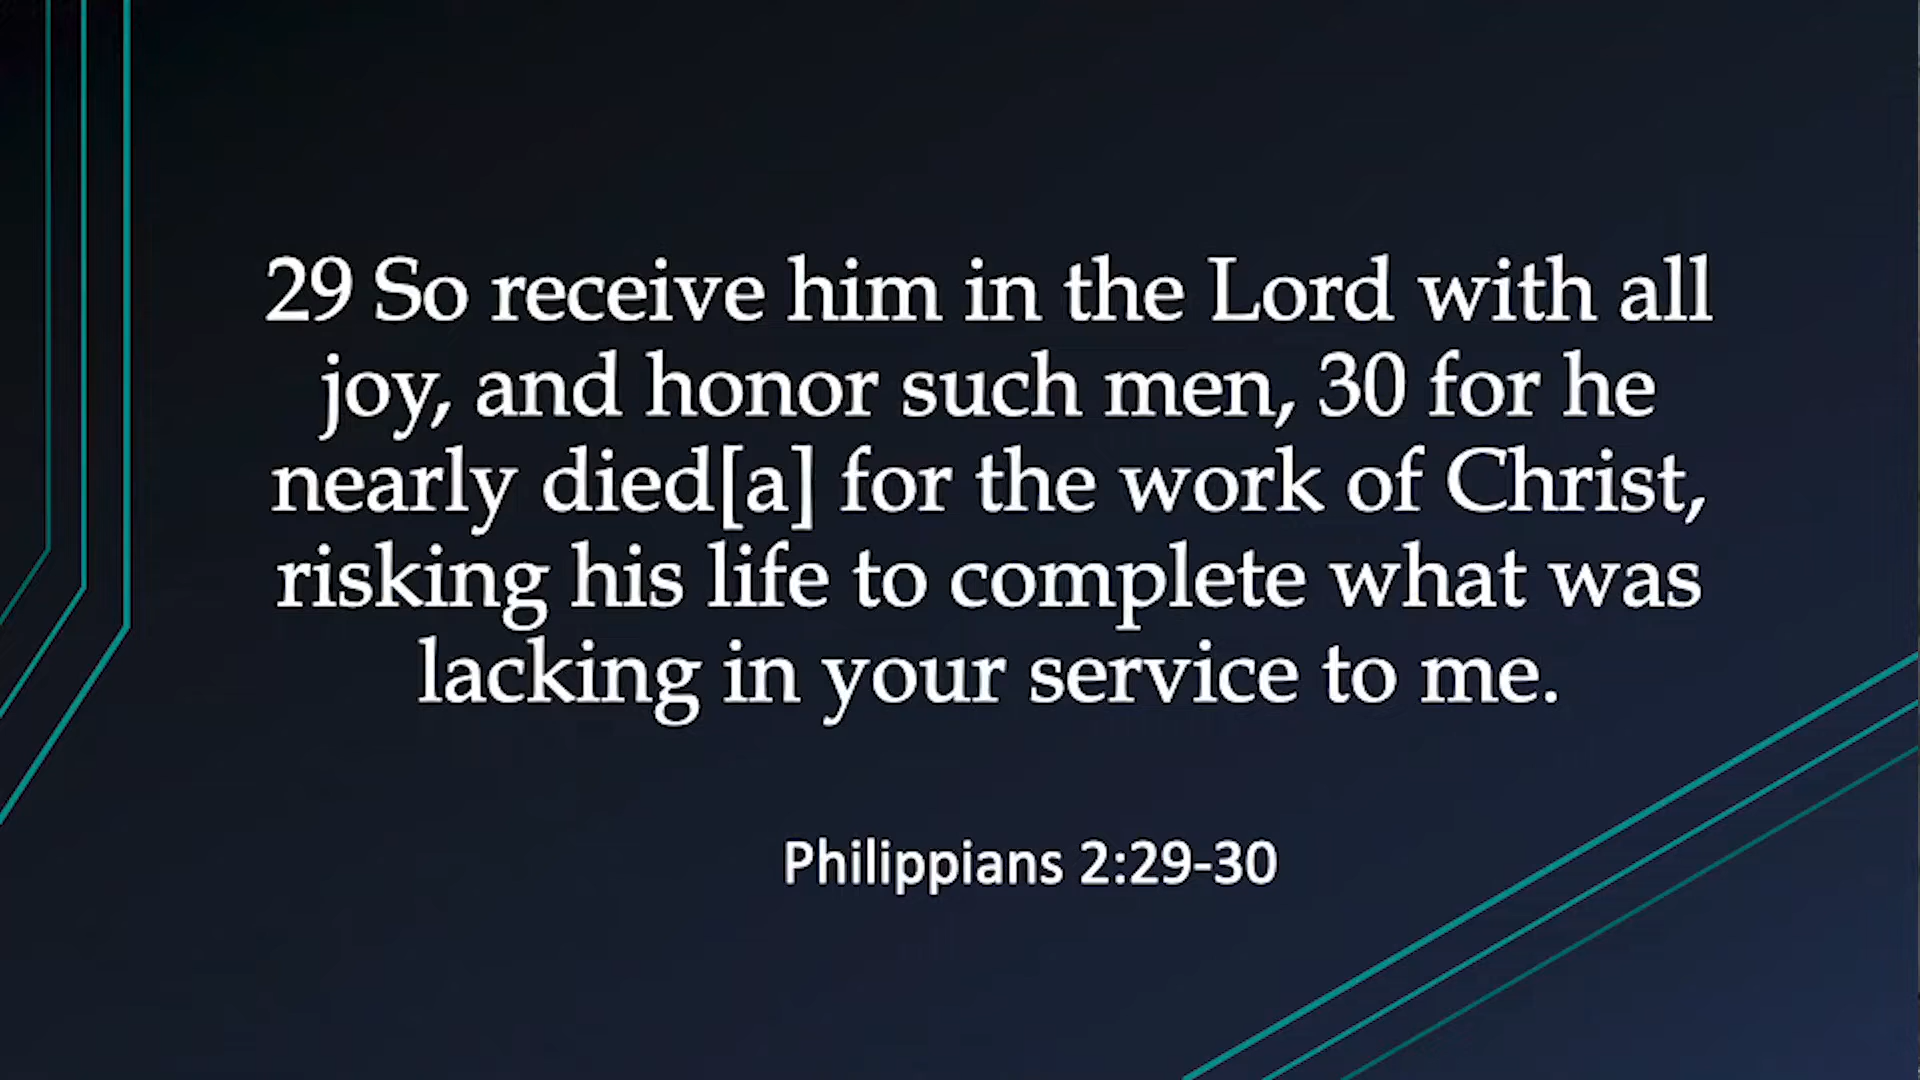 29 So receive him in the Lord with all
joy, and honor such men, 30 for he
nearly died[a] for the work of Christ,
risking his life to complete what was
lacking in your service to me.
Philippians 2:29-30